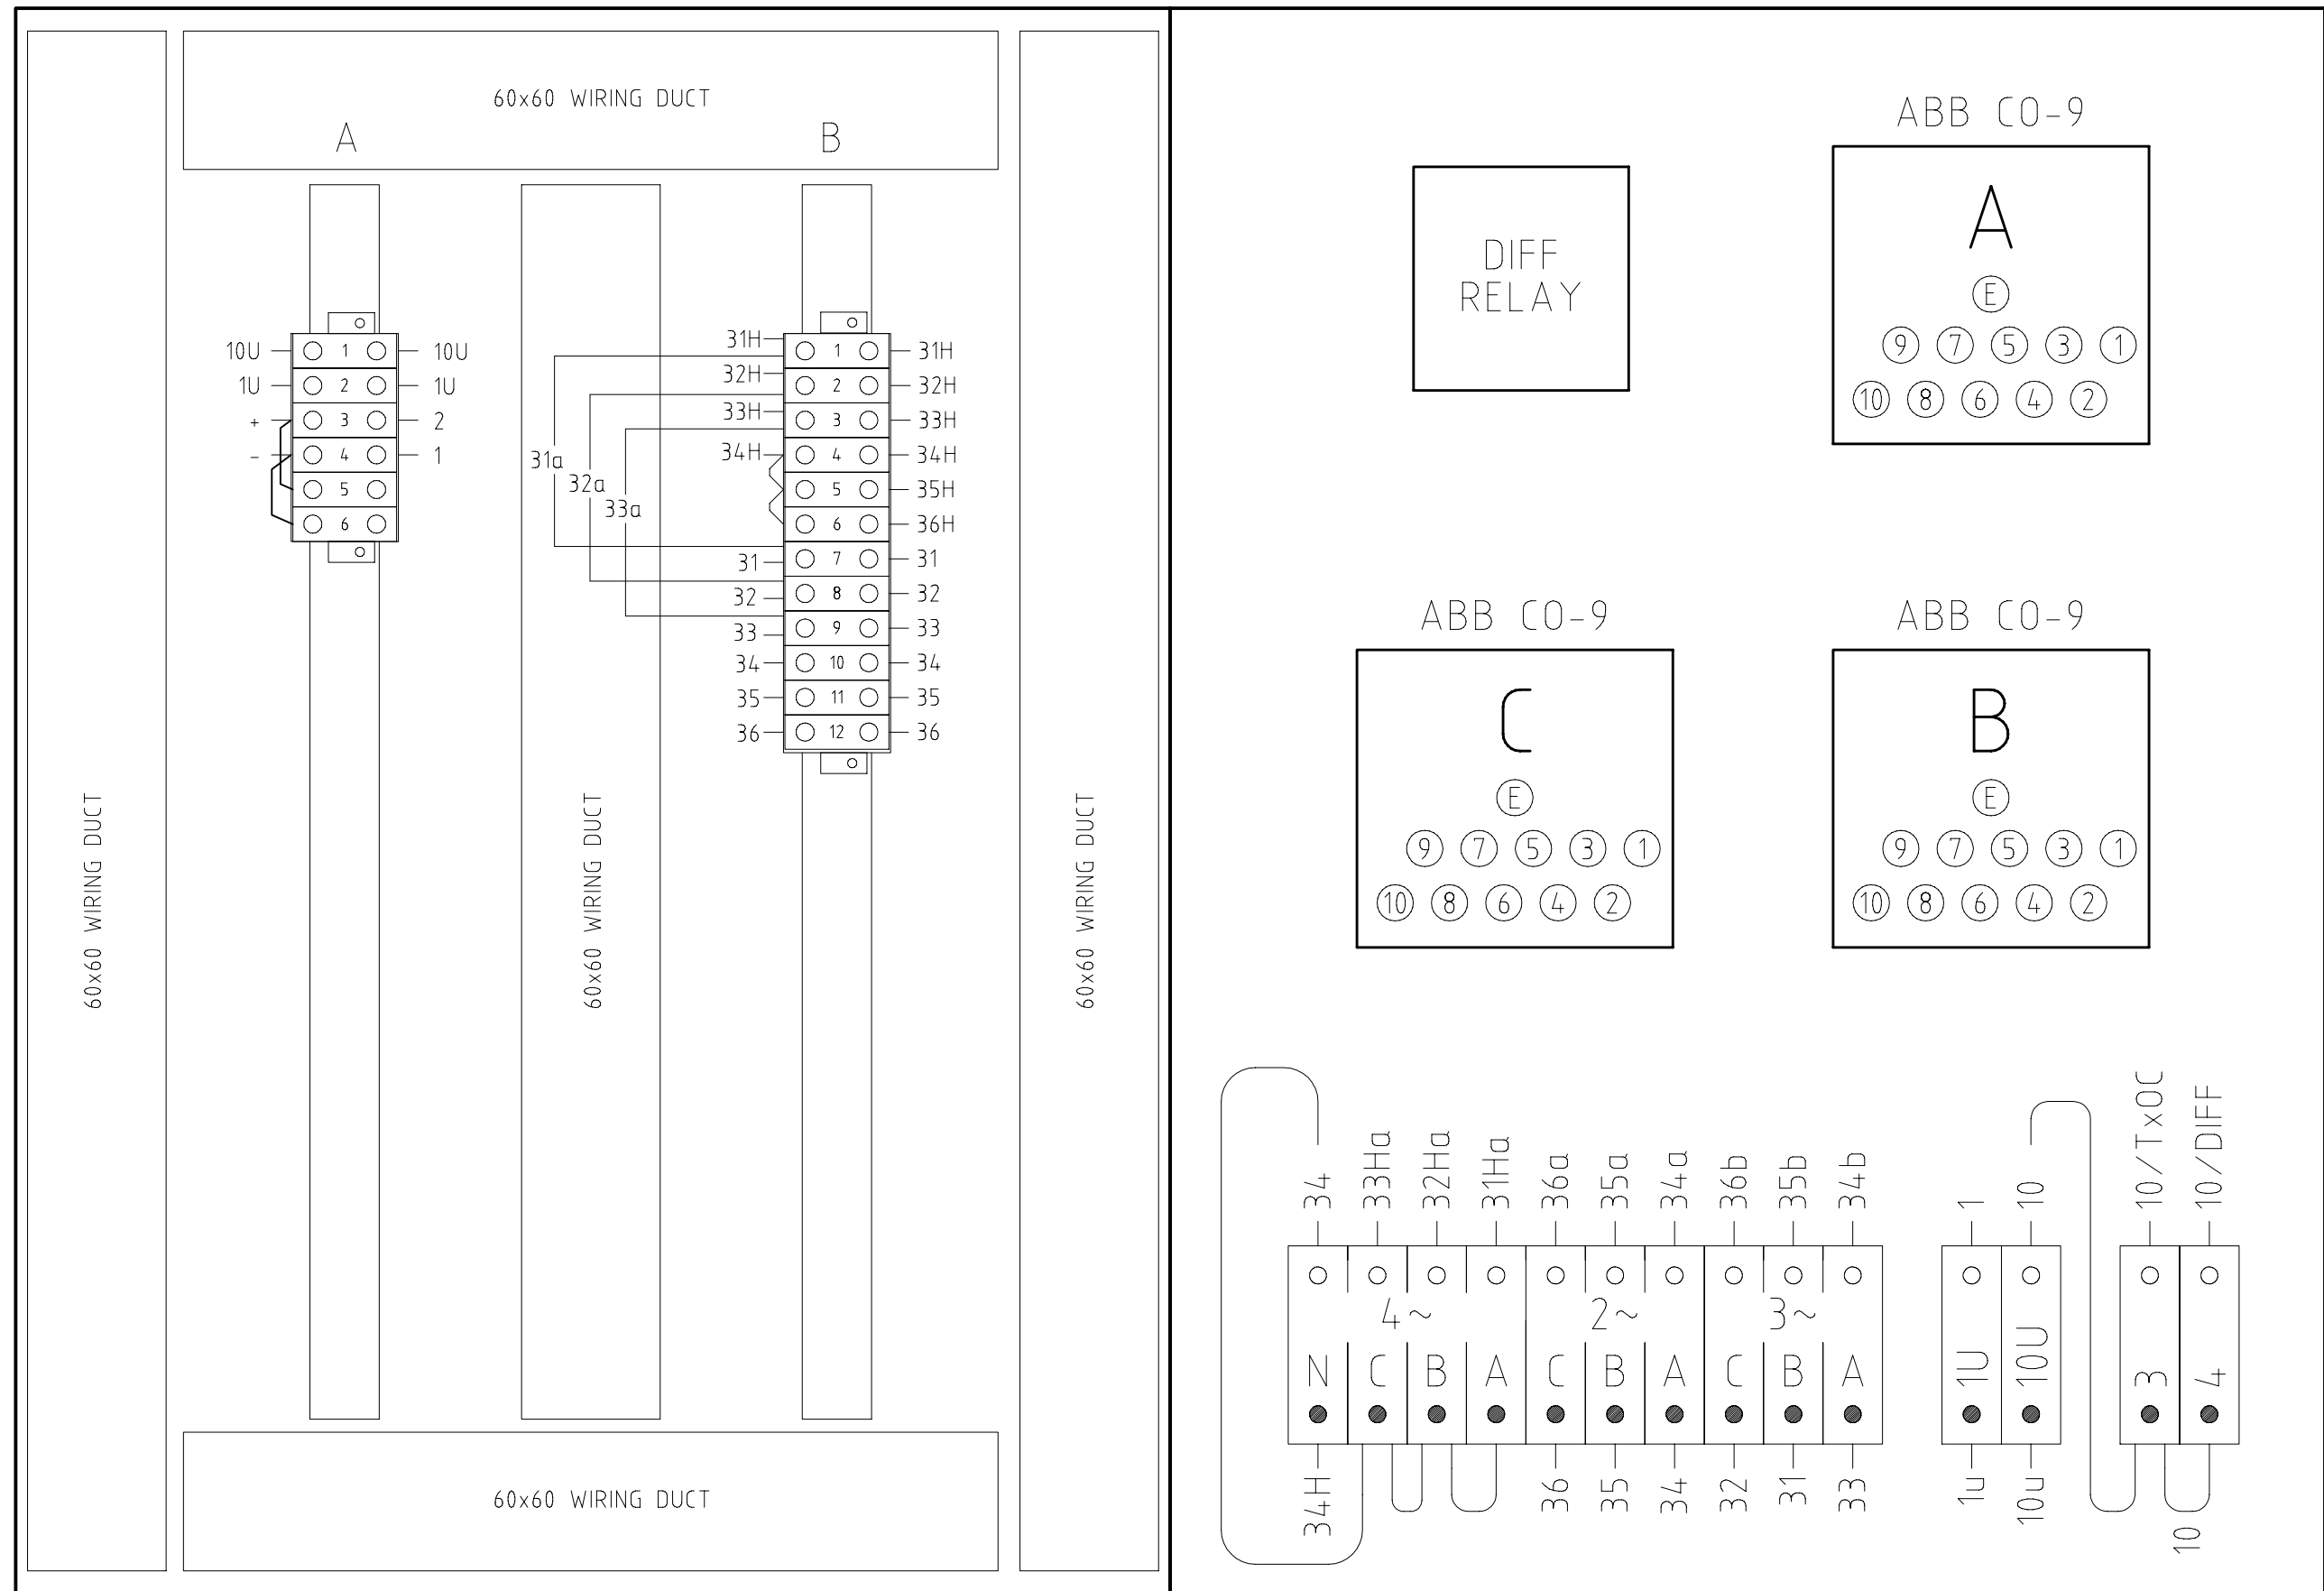 60x60 WIRING DUCT
A
B
10U 1 10U
1U 2 1U
+ 3 2
- 4 1
5
6
31H 1 31H
32H 2 32H
33H 3 33H
34H 4 34H
5 35H
6 36H
31 7 31
32 8 32
33 9 33
34 10 34
35 11 35
36 12 36
31a
32a
33a
60x60 WIRING DUCT
60x60 WIRING DUCT
60x60 WIRING DUCT
60x60 WIRING DUCT
DIFF
RELAY
ABB CO-9
A
E
9 7 5 3 1
10 8 6 4 2
ABB CO-9
C
E
9 7 5 3 1
10 8 6 4 2
ABB CO-9
B
E
9 7 5 3 1
10 8 6 4 2
34 33Ha 32Ha 31Ha 36a 35a 34a 36b 35b 34b
4~ 2~ 3~
N C B A C B A C B A
34H 36 35 34 32 31 33
1 10
1U 10U
1u 10u
10/TxOC 10/DIFF
3 4
10